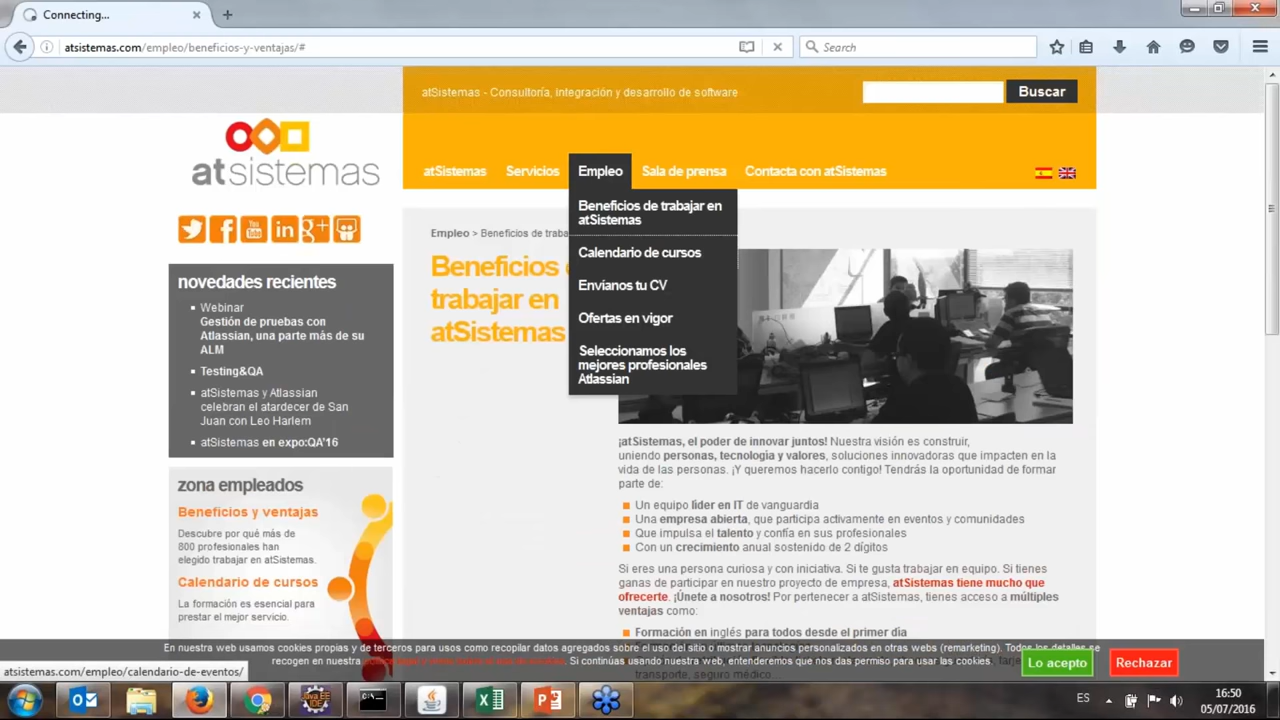 Connecting...
atsistemas.com/empleo/beneficios-y-ventajas/#
Search
atSistemas - Consultoría, integración y desarrollo de software
Buscar
atsistemas
atSistemas Servicios Empleo Sala de prensa Contacta con atSistemas
Beneficios de trabajar en
atSistemas
Calendario de cursos
Envíanos tu CV
Ofertas en vigor
Seleccionamos los
mejores profesionales
Atlassian
You Tube
in
g+
novedades recientes
Webinar
Gestión de pruebas con
Atlassian, una parte más de su
ALM
Testing&QA
atSistemas y Atlassian
celebran el atardecer de San
Juan con Leo Harlem
atSistemas en expo:QA'16
zona empleados
Beneficios y ventajas
Descubre por qué más de
800 profesionales han
elegido trabajar en atSistemas.
Calendario de cursos
La formación es esencial para
prestar el mejor servicio.
Empleo > Beneficios de traba
Beneficios
trabajar en
atSistemas
¡atSistemas, el poder de innovar juntos! Nuestra visión es construir,
uniendo personas, tecnología y valores, soluciones innovadoras que impacten en la
vida de las personas. ¡Y queremos hacerlo contigo! Tendrás la oportunidad de formar
parte de:
Un equipo líder en IT de vanguardia
Una empresa abierta, que participa activamente en eventos y comunidades
Que impulsa el talento y confía en sus profesionales
Con un crecimiento anual sostenido de 2 dígitos
Si eres una persona curiosa y con iniciativa. Si te gusta trabajar en equipo. Si tienes
ganas de participar en nuestro proyecto de empresa, atSistemas tiene mucho que
ofrecerte. ¡Únete a nosotros! Por pertenecer a atSistemas, tienes acceso a múltiples
ventajas como:
Formación en inglés para todos desde el primer día
En nuestra web usamos cookies propias y de terceros para usos como recopilar datos agregados sobre el uso del sitio o mostrar anuncios personalizados en otras webs (remarketing). Todos los detalles se
recogen en nuestra
Si continúas usando nuestra web, entenderemos que nos das permiso para usar las cookies.
transporte, seguro médico...
Lo acepto
Rechazar
atsistemas.com/empleo/calendario-de-eventos/
Java EE
IDE
ES
16:50
05/07/2016